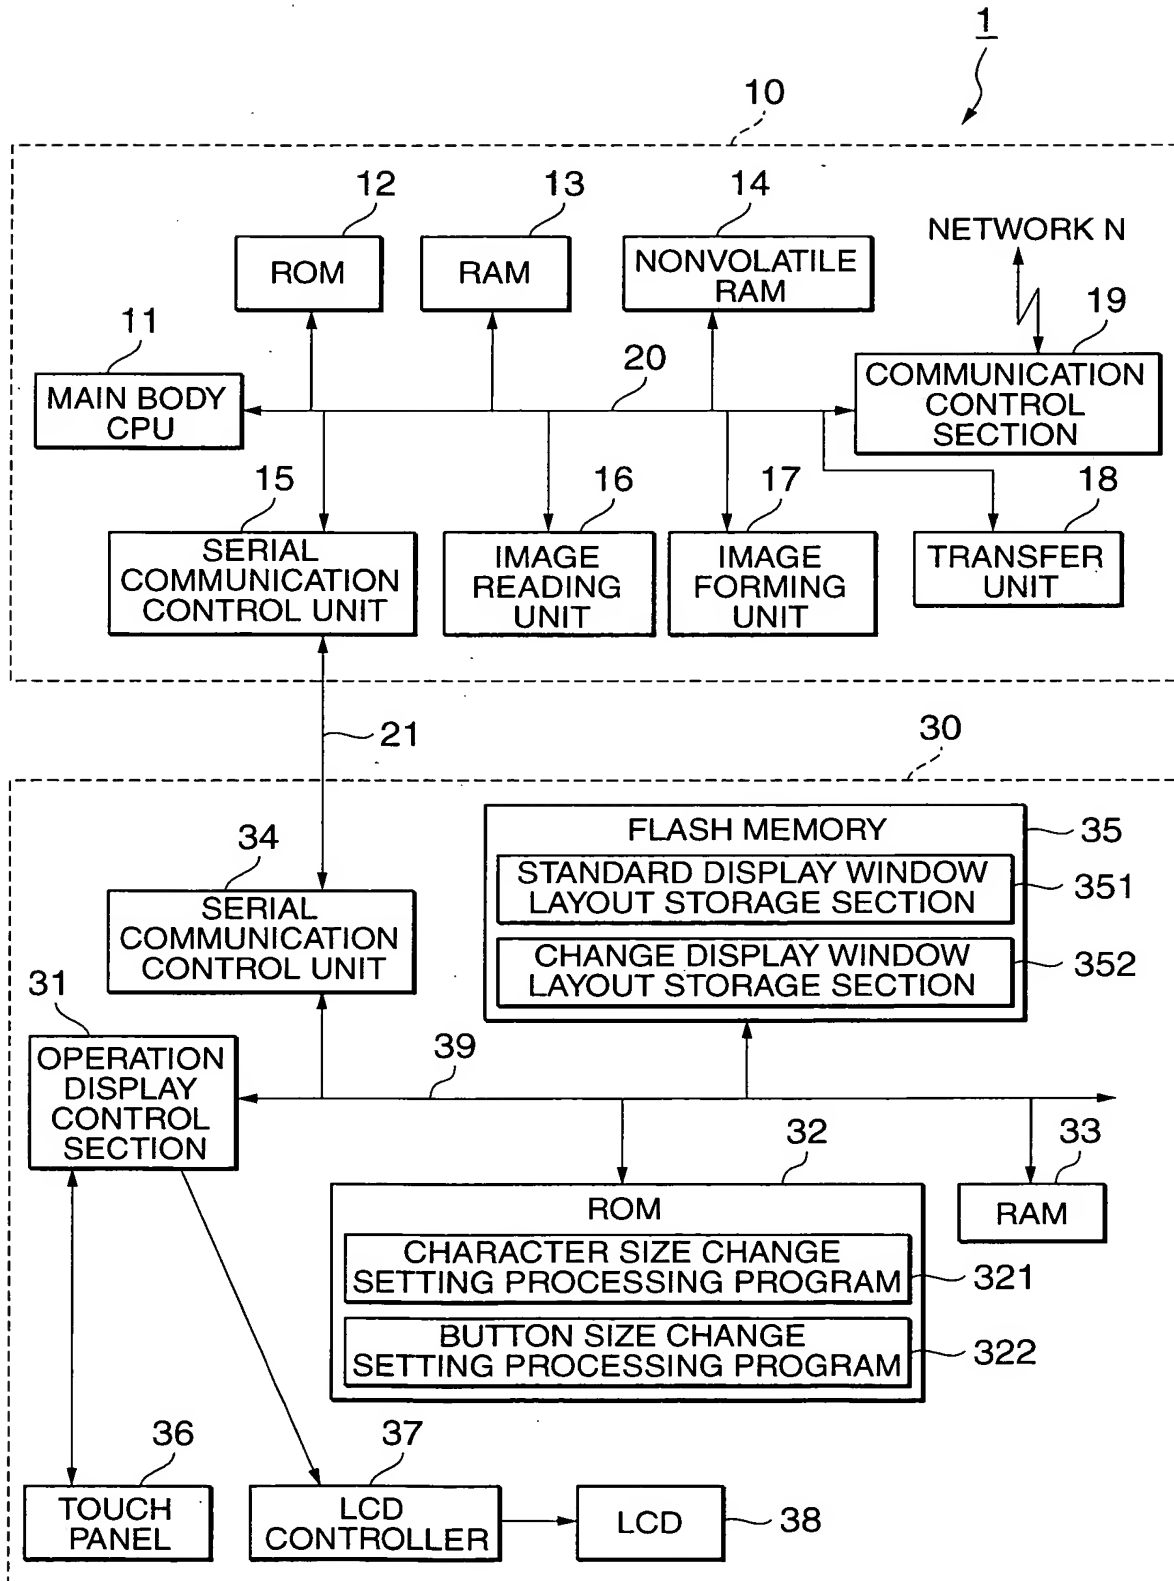 1
10
12
13
14
ROM
RAM
NONVOLATILE
RAM
NETWORK N
11
20
19
MAIN BODY
CPU
COMMUNICATION
CONTROL
SECTION
15
16
17
18
SERIAL
COMMUNICATION
CONTROL UNIT
IMAGE
READING
UNIT
IMAGE
FORMING
UNIT
TRANSFER
UNIT
21
30
34
FLASH MEMORY
35
STANDARD DISPLAY WINDOW
LAYOUT STORAGE SECTION
351
SERIAL
COMMUNICATION
CONTROL UNIT
CHANGE DISPLAY WINDOW
LAYOUT STORAGE SECTION
352
31
OPERATION
DISPLAY
CONTROL
SECTION
39
32
33
ROM
RAM
CHARACTER SIZE CHANGE
SETTING PROCESSING PROGRAM
321
BUTTON SIZE CHANGE
SETTING PROCESSING PROGRAM
322
36
37
TOUCH
PANEL
LCD
CONTROLLER
LCD
38